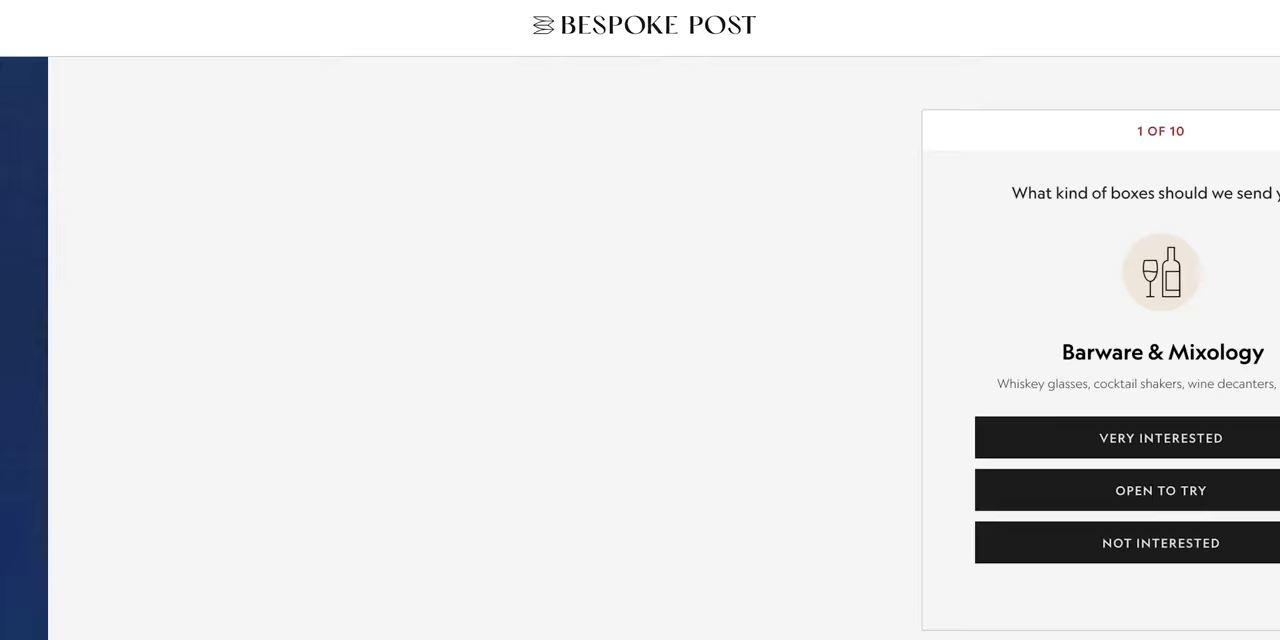 BESPOKE POST
1 OF 10
What kind of boxes should we send
Barware & Mixology
Whiskey glasses, cocktail shakers, wine decanters,
VERY INTERESTED
OPEN TO TRY
NOT INTERESTED